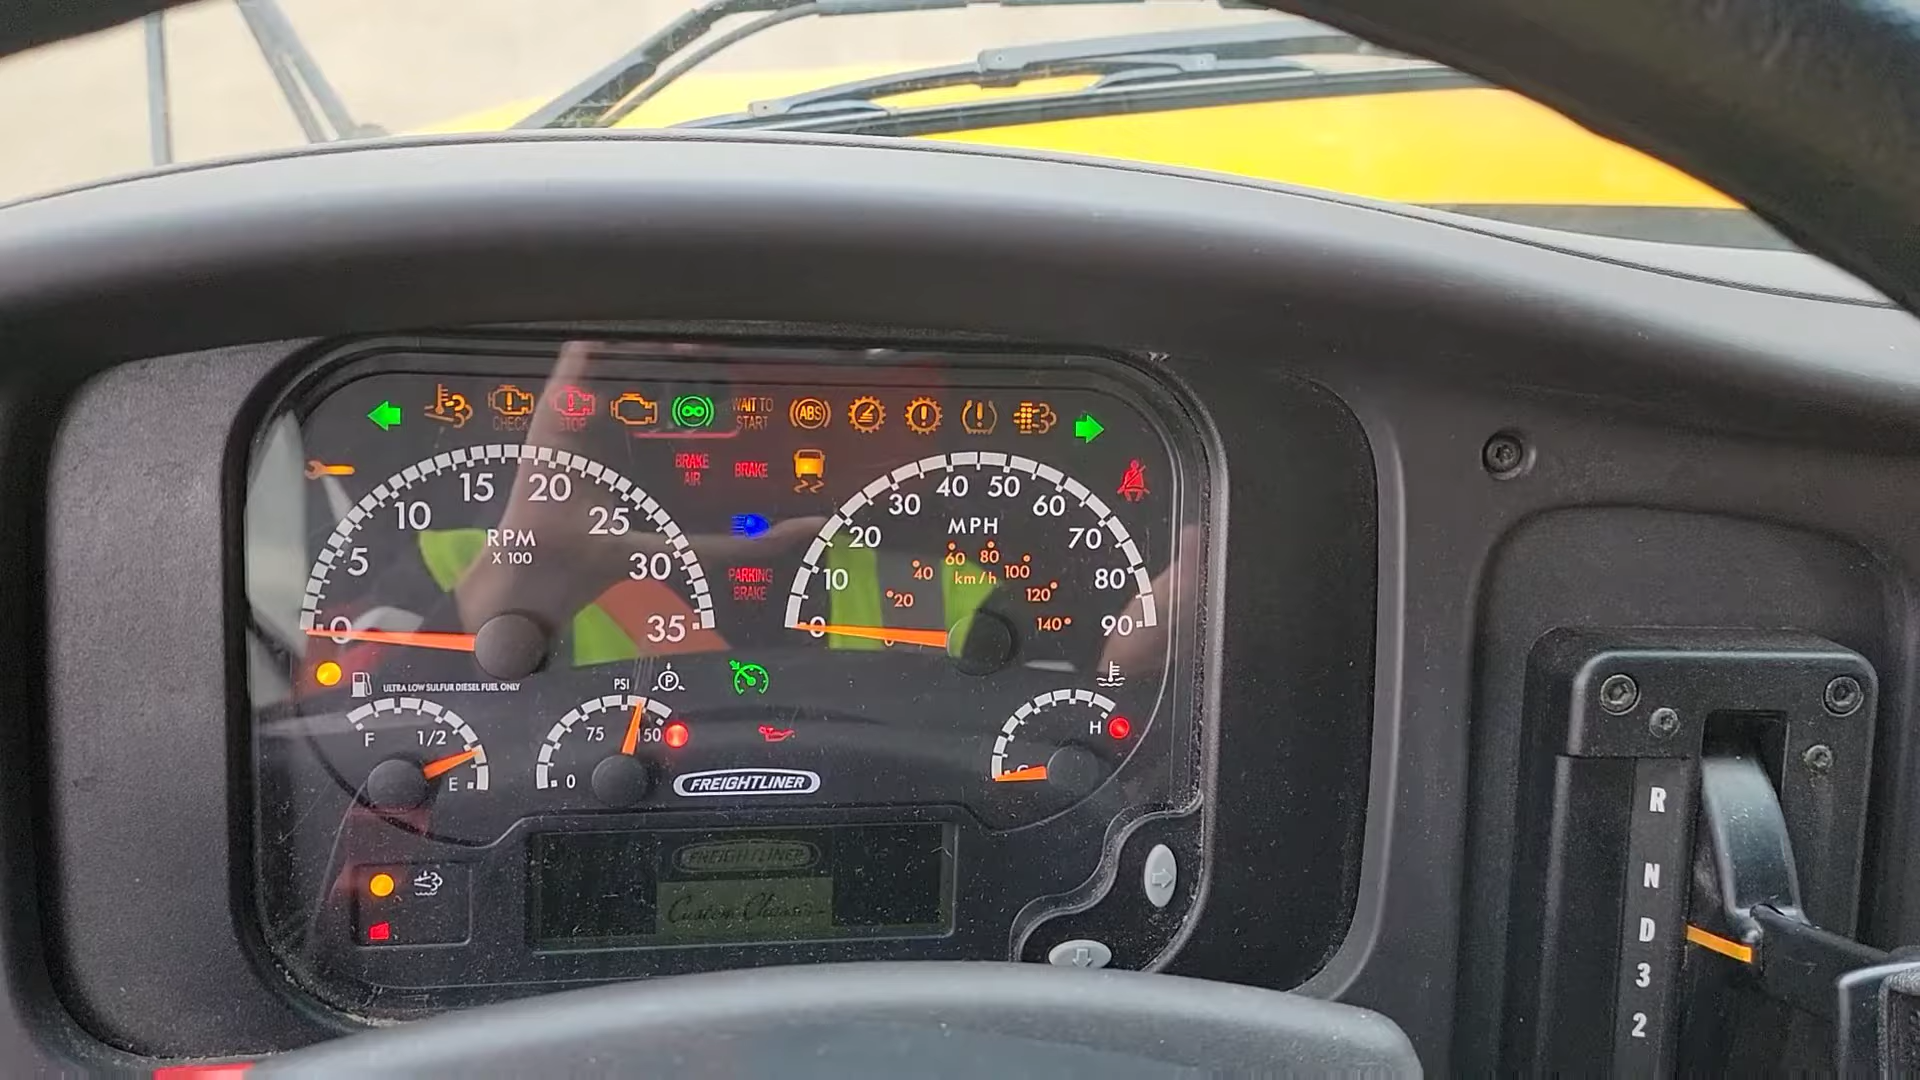 CHECK
STOP
WAIT TO
START
ABS
BRAKE
AIR
BRAKE
0
5
10
15
20
25
30
35
RPM
X 100
0
10
20
30
40
50
60
70
80
90
MPH
20
40
60
80
100
120
140
km/h
0
PARKING
BRAKE
ULTRA LOW SULFUR DIESEL FUEL ONLY
F
1/2
E
PSI
P
0
75
150
H
C
FREIGHTLINER
FREIGHTLINER
Custom Chassis
R
N
D
3
2